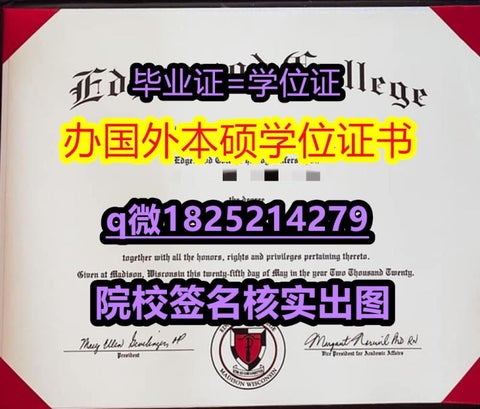 Edgewood College
毕业证=学位证
办国外本硕学位证书
the degree
q微1825214279
together with all the honors, rights and privileges pertaining thereto.
Given at Madison, Wisconsin this twenty-fifth day of May in the year Two Thousand Twenty.
院校签名核实出图
President
Vice President for Academic Affairs
MADISON WISCONSIN